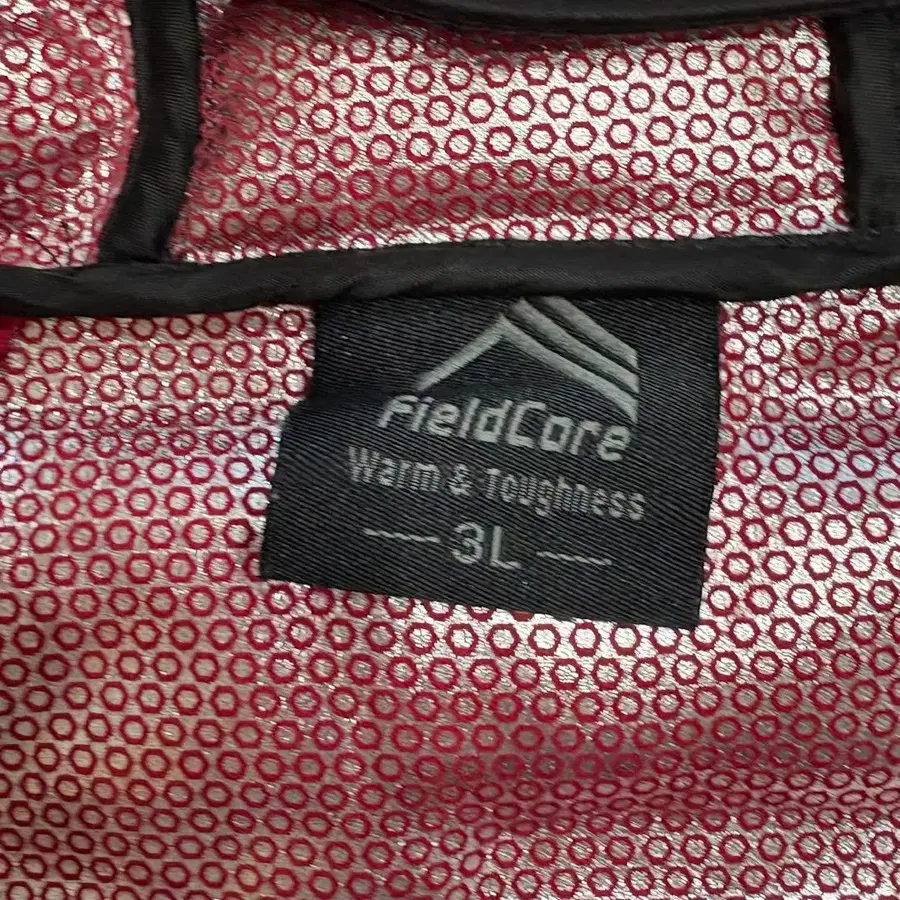 FieldCore
Warm & Toughness
3L